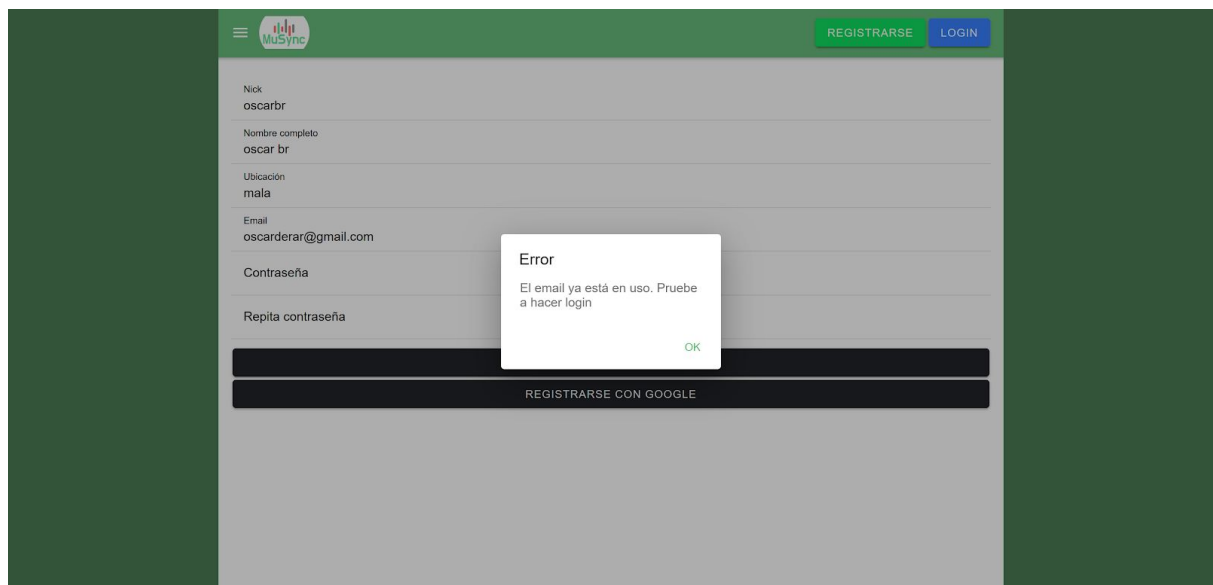 MuSync
REGISTRARSE
LOGIN
Nick
oscarbr
Nombre completo
oscar br
Ubicación
mala
Email
oscarderar@gmail.com
Contraseña
Repita contraseña
Error
El email ya está en uso. Pruebe
a hacer login
OK
REGISTRARSE CON GOOGLE